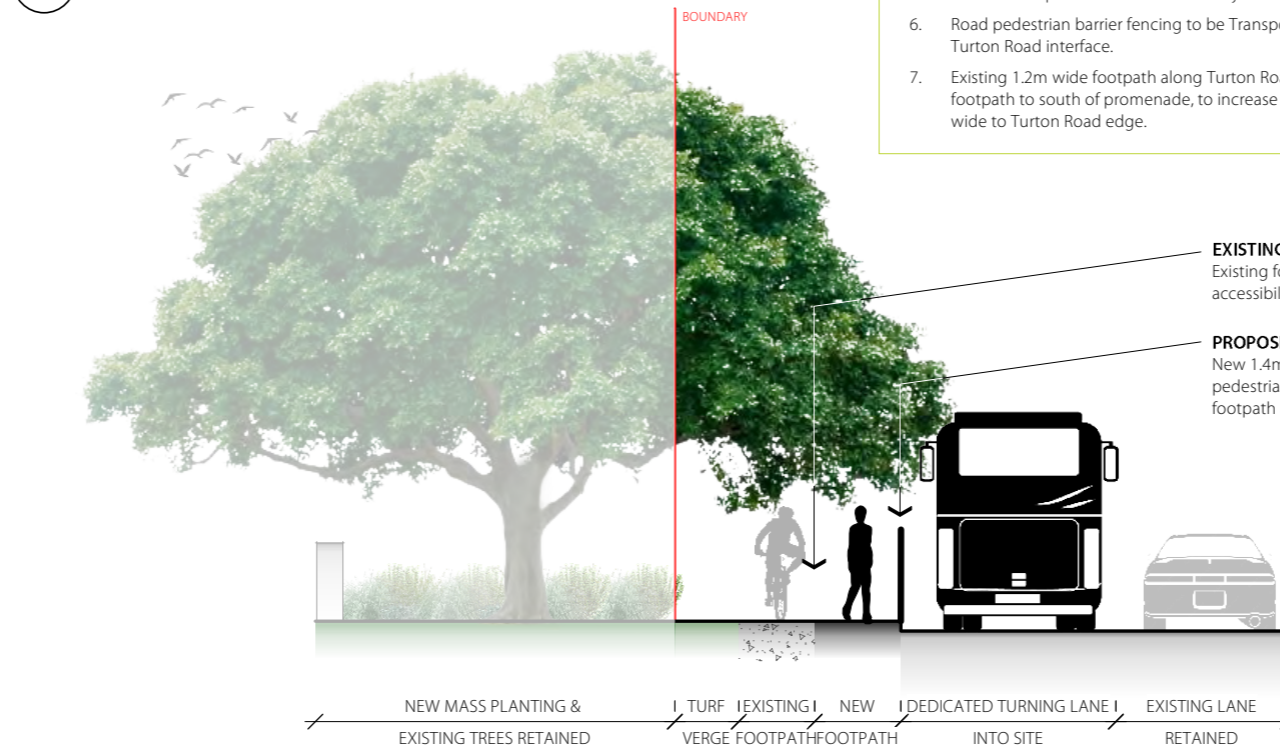 BOUNDARY
6. Road pedestrian barrier fencing to be Transpo
Turton Road interface.
7. Existing 1.2m wide footpath along Turton Roa
footpath to south of promenade, to increase
wide to Turton Road edge.
EXISTING
Existing fo
accessibil
PROPOS
New 1.4m
pedestria
footpath
NEW MASS PLANTING &
EXISTING TREES RETAINED
TURF
VERGE
EXISTING
FOOTPATH
NEW
FOOTPATH
DEDICATED TURNING LANE
INTO SITE
EXISTING LANE
RETAINED